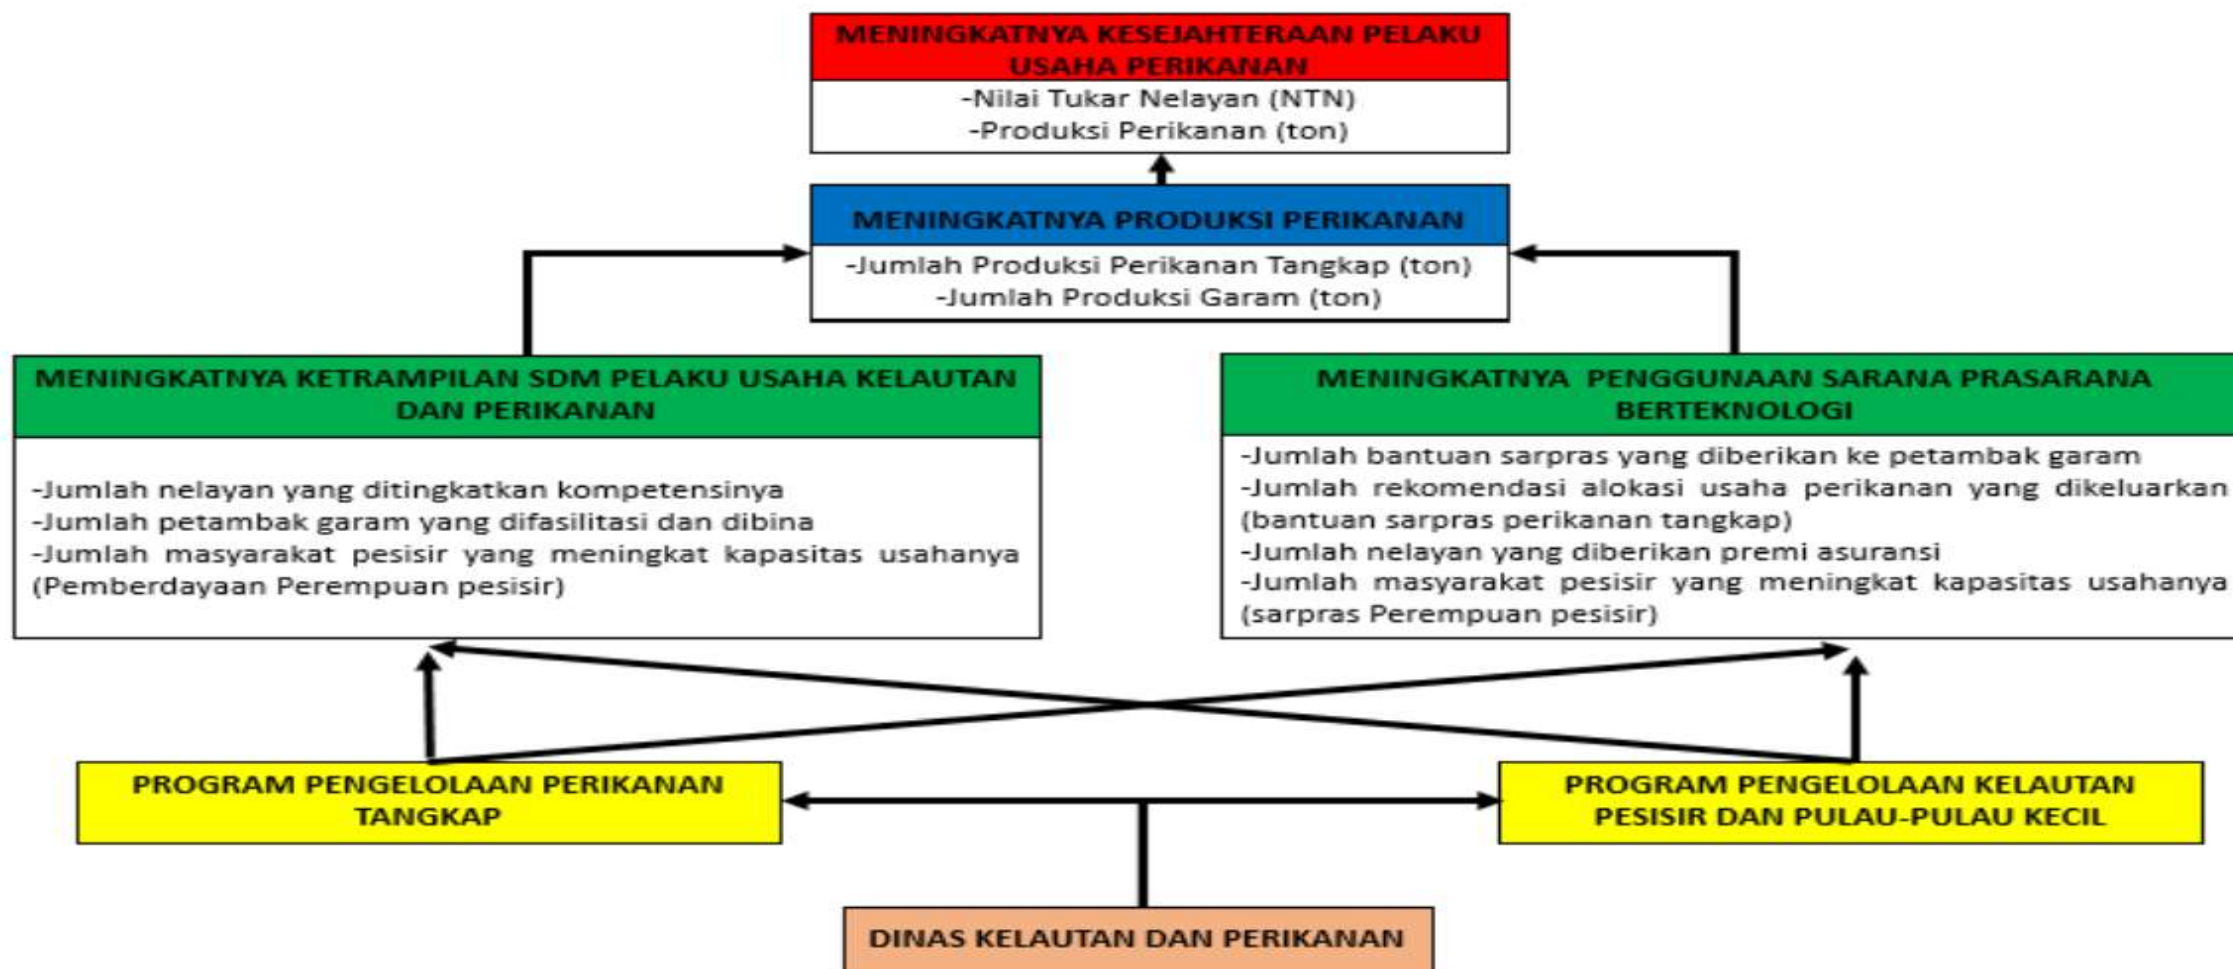 MENINGKATNYA KESEJAHTERAAN PELAKU
USAHA PERIKANAN
-Nilai Tukar Nelayan (NTN)
-Produksi Perikanan (ton)
MENINGKATNYA PRODUKSI PERIKANAN
-Jumlah Produksi Perikanan Tangkap (ton)
-Jumlah Produksi Garam (ton)
MENINGKATNYA KETRAMPILAN SDM PELAKU USAHA KELAUTAN
DAN PERIKANAN
-Jumlah nelayan yang ditingkatkan kompetensinya
-Jumlah petambak garam yang difasilitasi dan dibina
-Jumlah masyarakat pesisir yang meningkat kapasitas usahanya
(Pemberdayaan Perempuan pesisir)
MENINGKATNYA PENGGUNAAN SARANA PRASARANA
BERTEKNOLOGI
-Jumlah bantuan sarpras yang diberikan ke petambak garam
-Jumlah rekomendasi alokasi usaha perikanan yang dikeluarkan
(bantuan sarpras perikanan tangkap)
-Jumlah nelayan yang diberikan premi asuransi
-Jumlah masyarakat pesisir yang meningkat kapasitas usahanya
(sarpras Perempuan pesisir)
PROGRAM PENGELOLAAN PERIKANAN
TANGKAP
PROGRAM PENGELOLAAN KELAUTAN
PESISIR DAN PULAU-PULAU KECIL
DINAS KELAUTAN DAN PERIKANAN